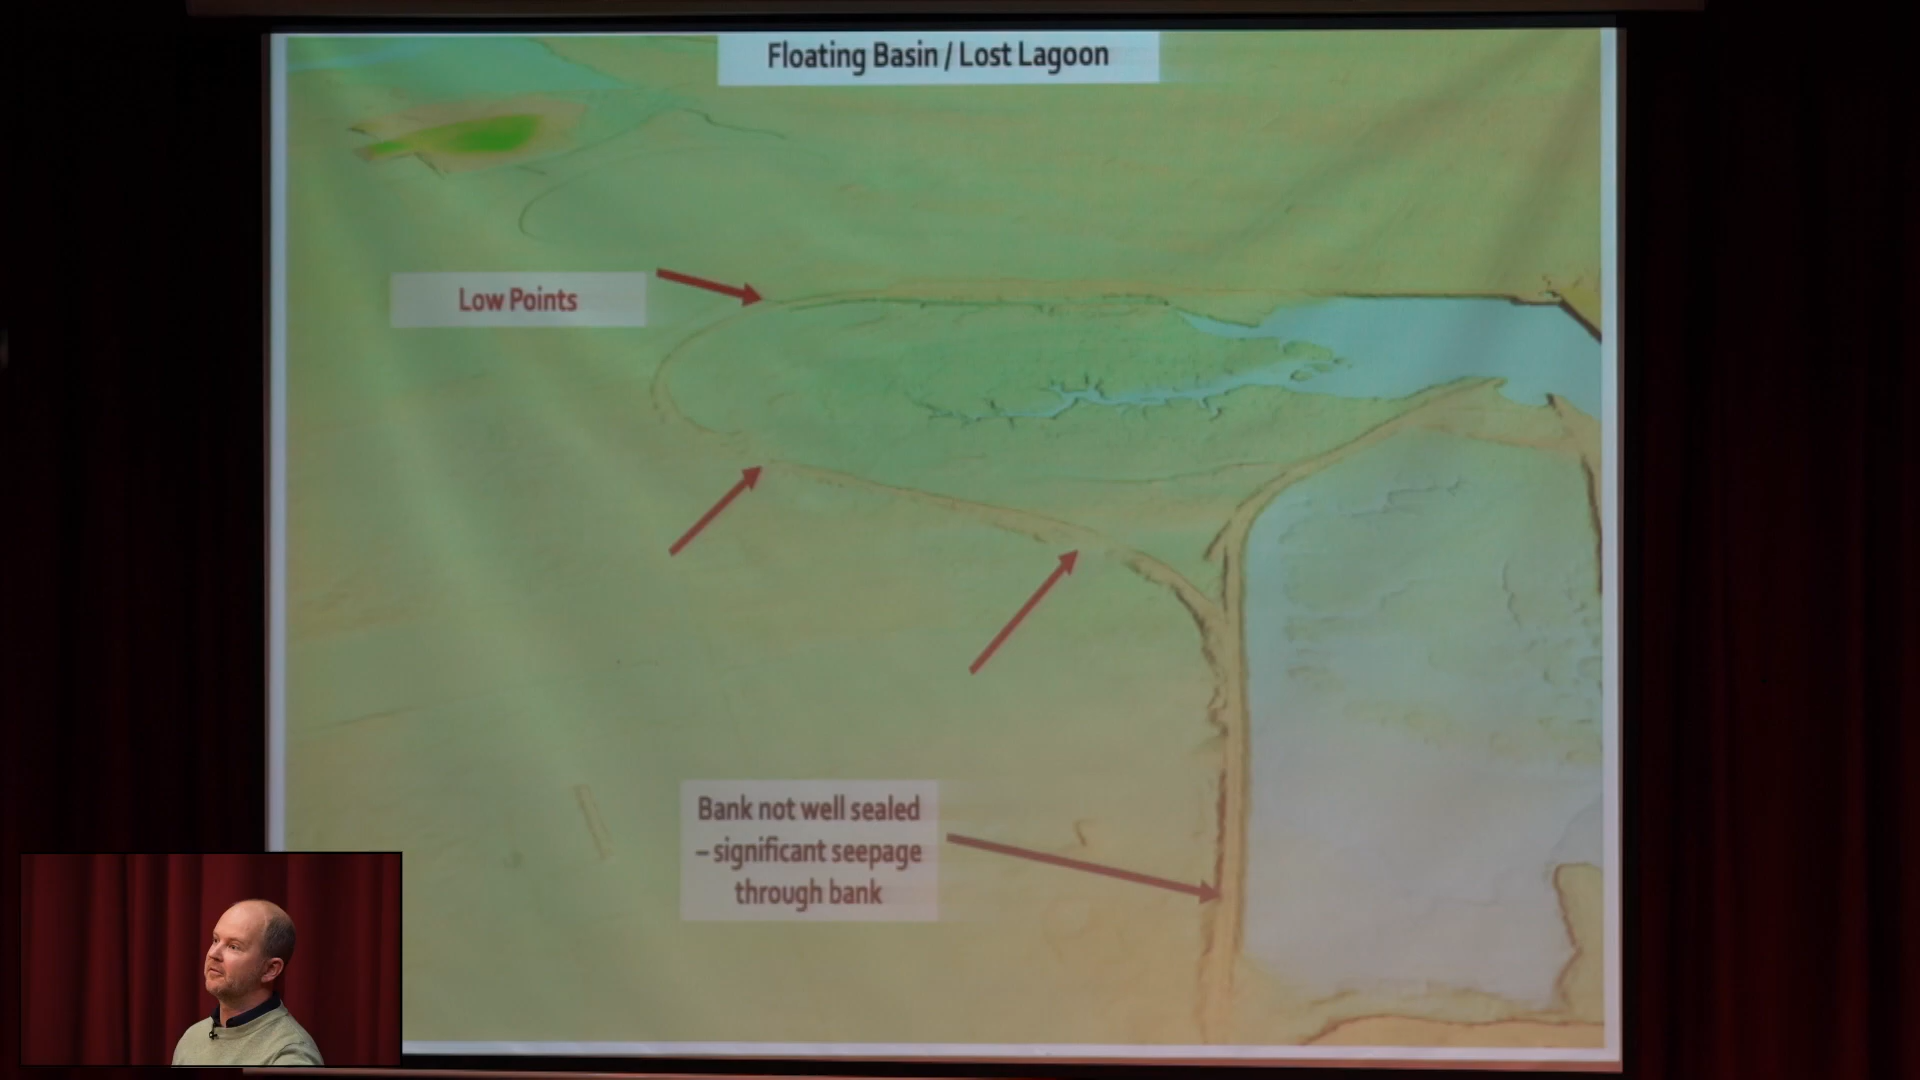 Floating Basin / Lost Lagoon
Low Points
Bank not well sealed
– significant seepage
through bank